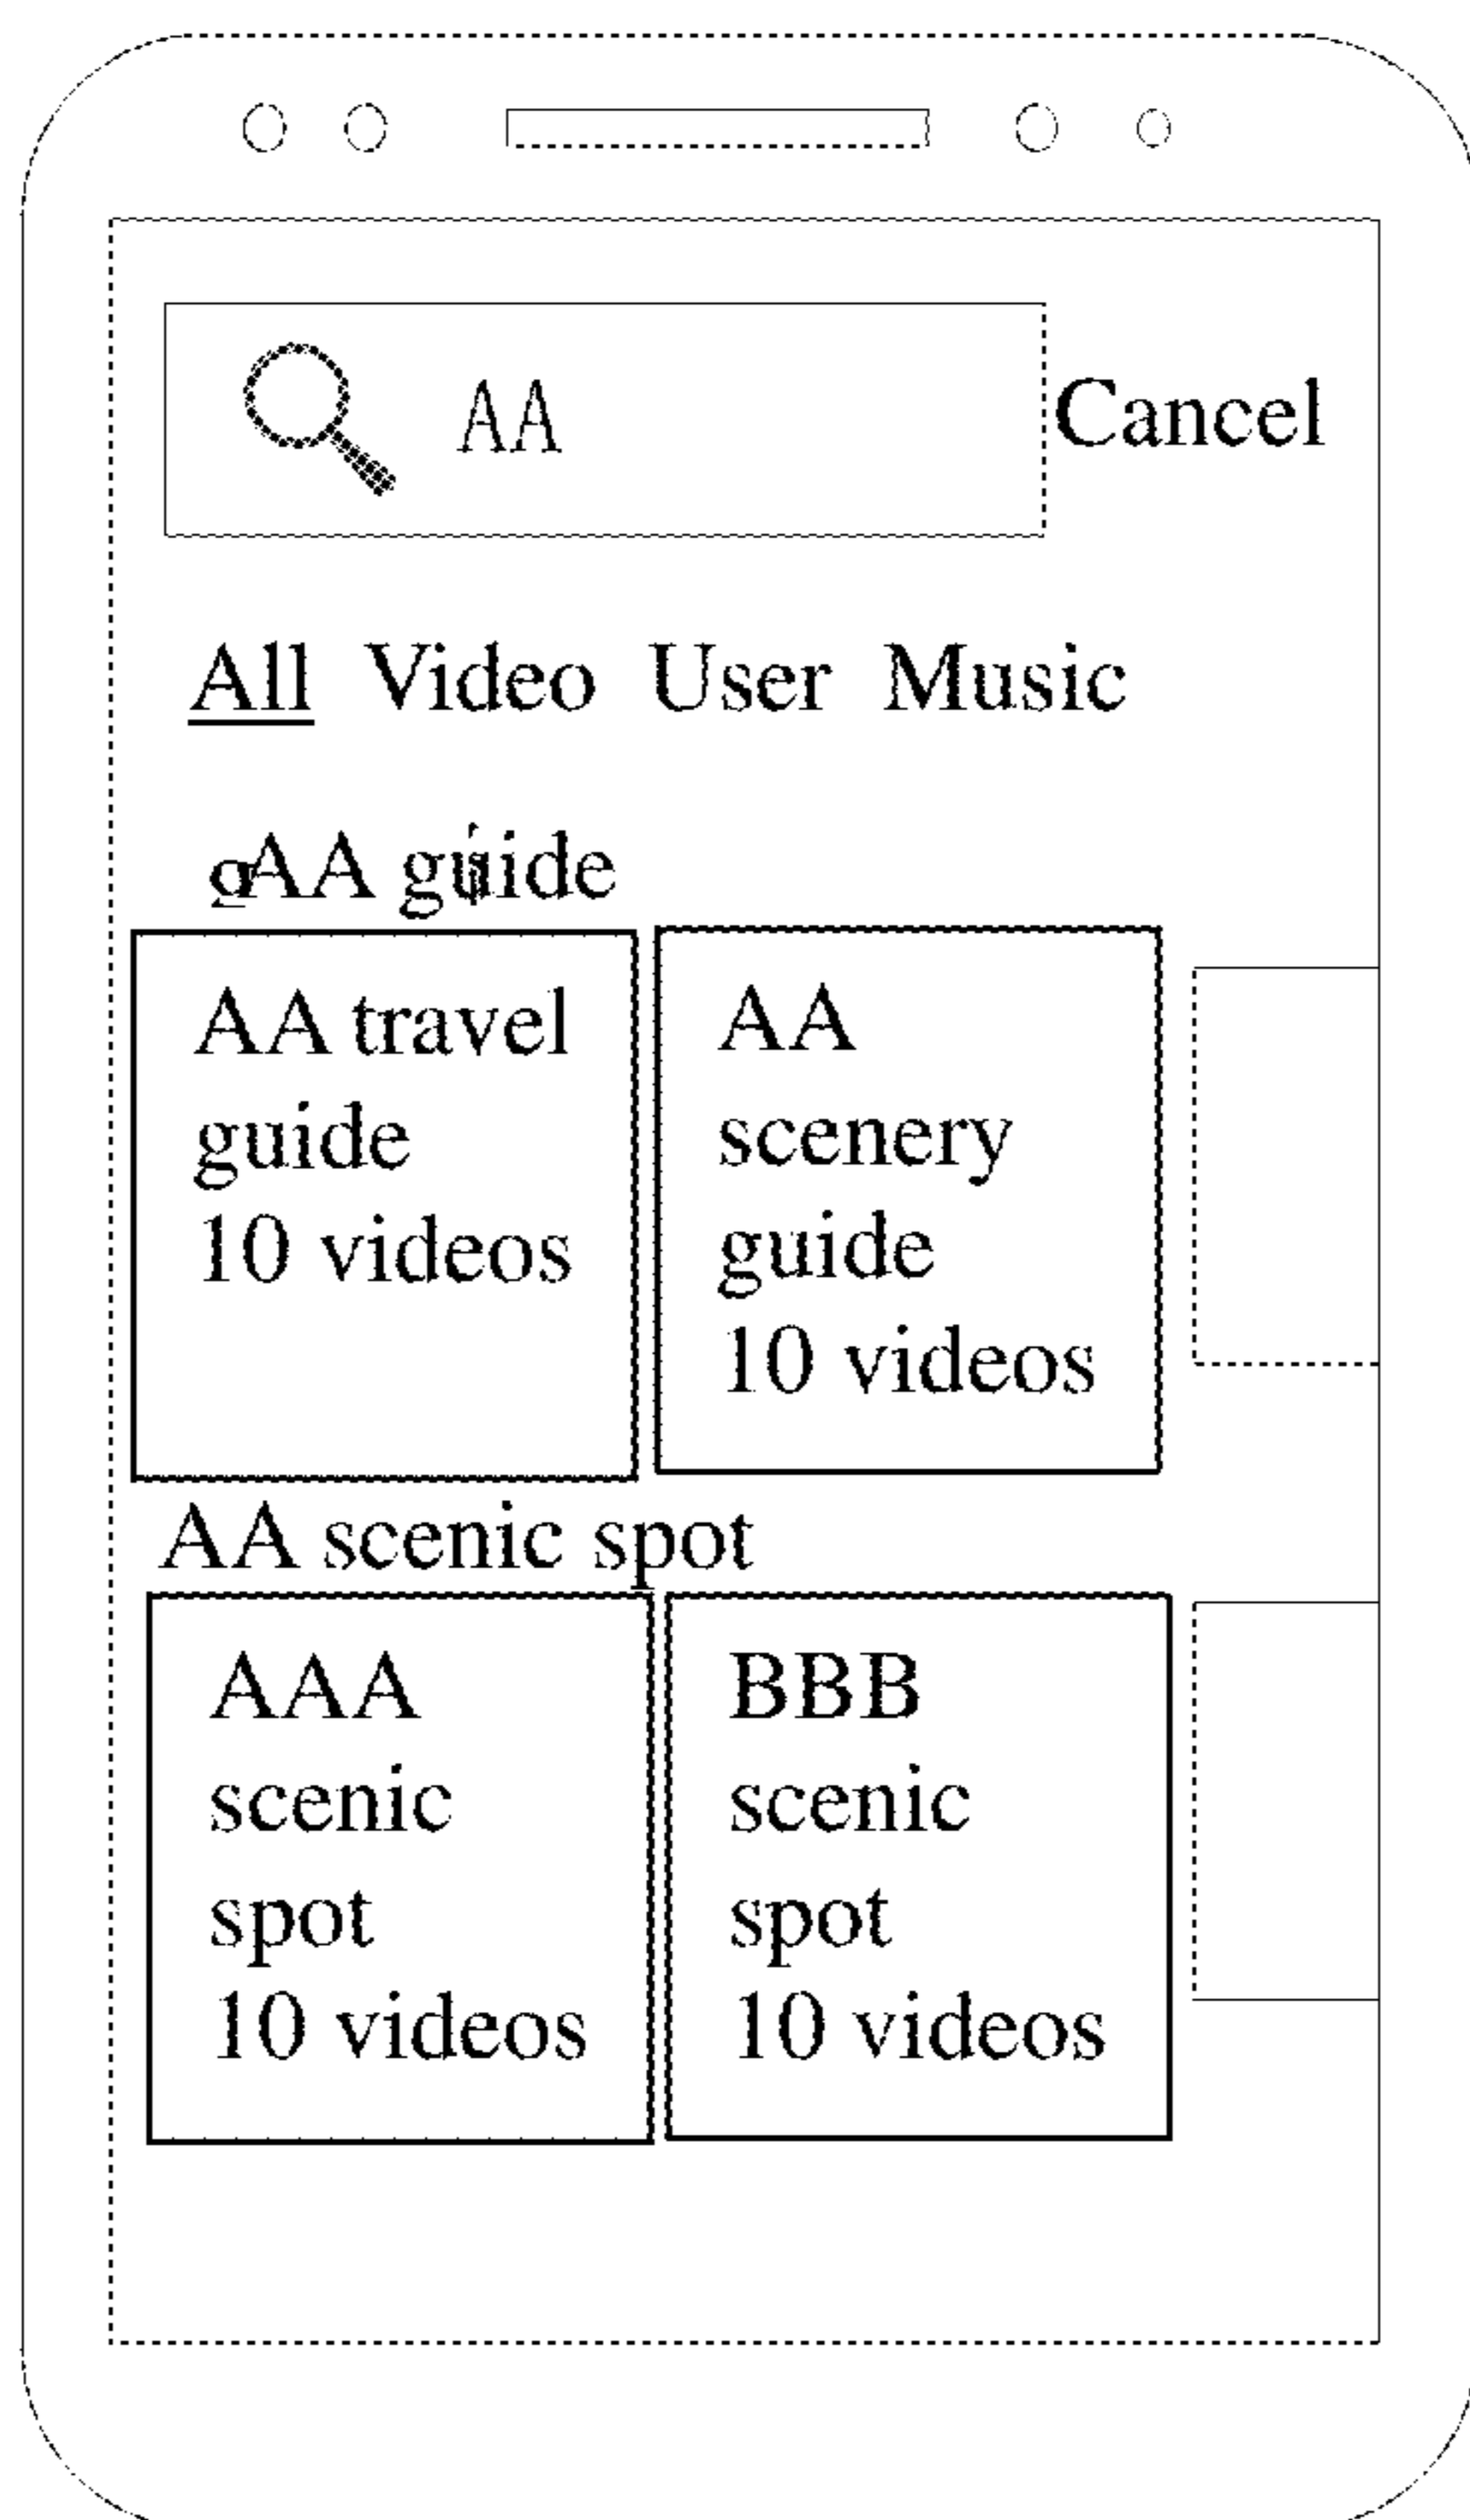 AA Cancel
All Video User Music
AA guide
AA travel
guide
10 videos
AA
scenery
guide
10 videos
AA scenic spot
AAA
scenic
spot
10 videos
BBB
scenic
spot
10 videos